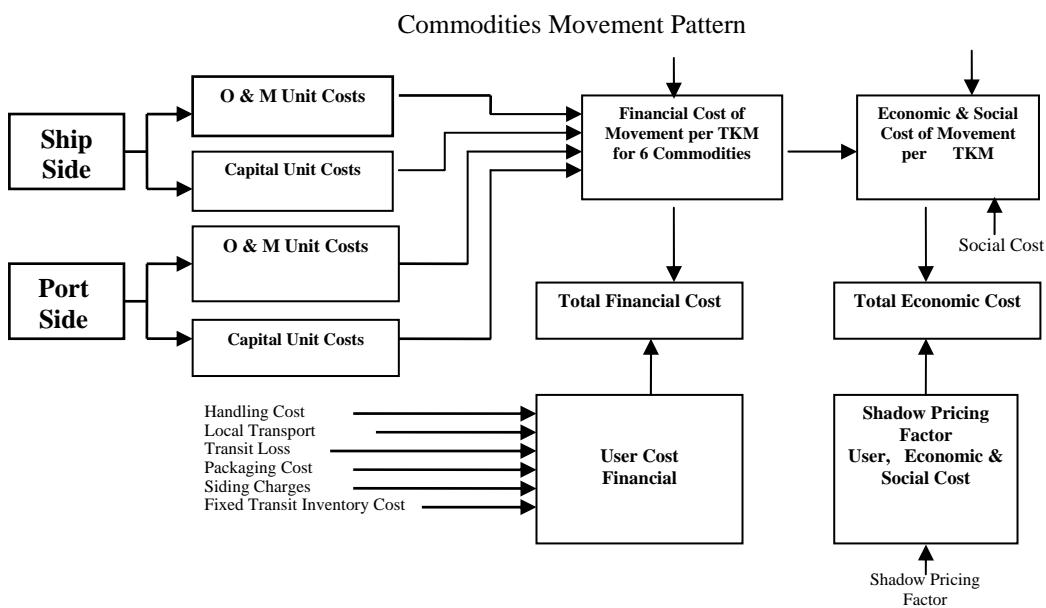 Commodities Movement Pattern
Ship
Side
O & M Unit Costs
Capital Unit Costs
Port
Side
O & M Unit Costs
Capital Unit Costs
Financial Cost of
Movement per TKM
for 6 Commodities
Economic & Social
Cost of Movement
per TKM
Social Cost
Total Financial Cost
Total Economic Cost
Handling Cost
Local Transport
Transit Loss
Packaging Cost
Siding Charges
Fixed Transit Inventory Cost
User Cost
Financial
Shadow Pricing
Factor
User, Economic &
Social Cost
Shadow Pricing
Factor